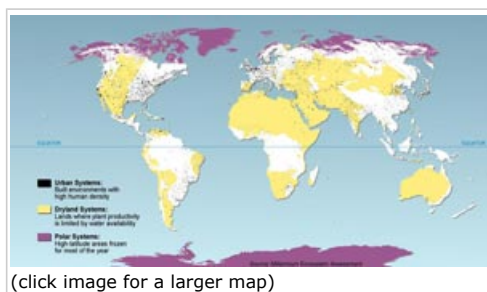 EQUATOR EQUATOR
Urban Systems:
Built environments with
high human density
Dryland Systems:
Lands where plant productivity
is limited by water availability
Polar Systems:
High-latitude areas frozen
for most of the year
Source: Millennium Ecosystem Assessment
(click image for a larger map)